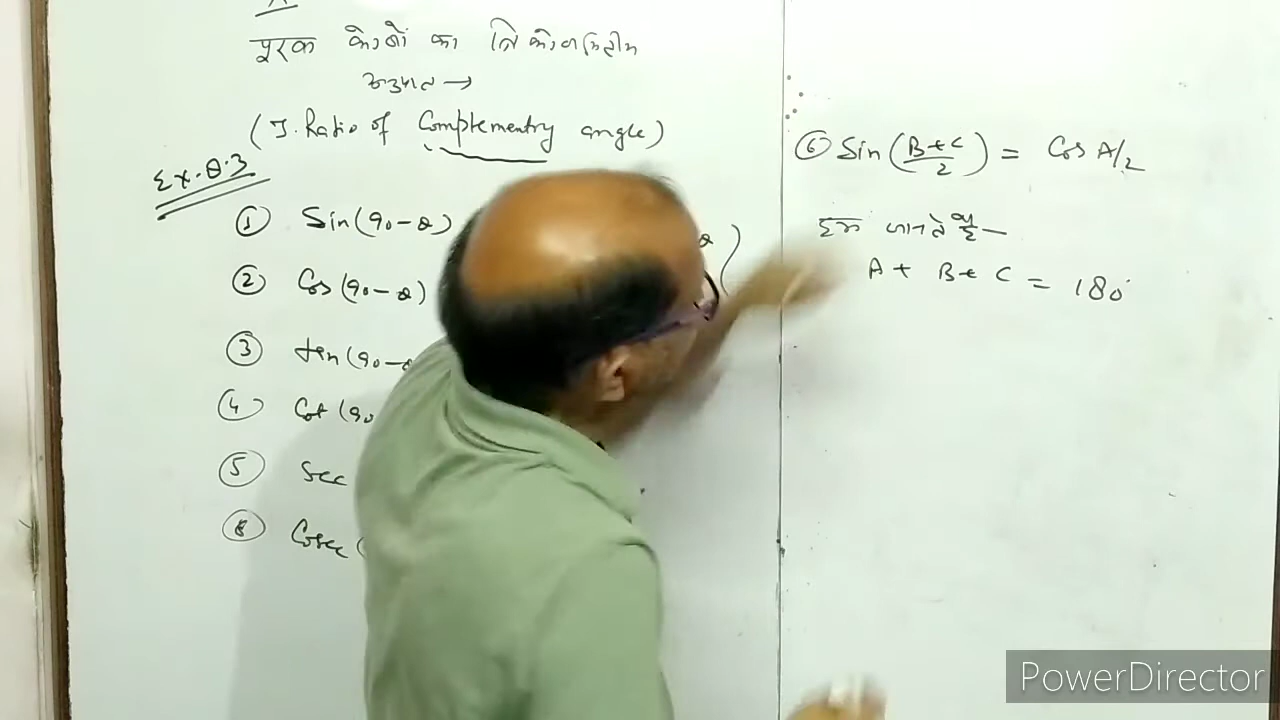 पूरक कोणों का त्रिकोणमितीय
अनुपात →
(T. Ratio of Complementry angle)
Ex. 8.3
① Sin(90-θ)
② Cos(90-θ)
③ tan(90-θ
④ Cot(90
⑤ Sec
⑥ Cosec (
⑥ Sin(B+C/2) = Cos A/2
हम जानते हैं—
A + B + C = 180°
PowerDirector